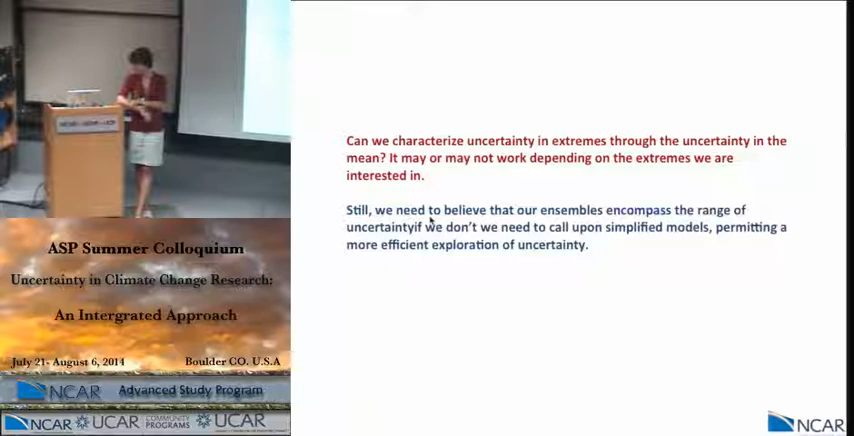 Can we characterize uncertainty in extremes through the uncertainty in the
mean? It may or may not work depending on the extremes we are
interested in.
Still, we need to believe that our ensembles encompass the range of
uncertaintyif we don't we need to call upon simplified models, permitting a
more efficient exploration of uncertainty.
ASP Summer Colloquium
Uncertainty in Climate Change Research:
An Intergrated Approach
July 21- August 6, 2014 Boulder CO. U.S.A
NCAR Advanced Study Program
NCAR UCAR COMMUNITY PROGRAMS UCAR
NCAR